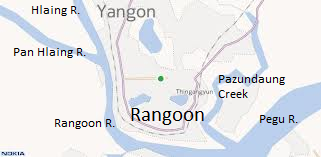 Hlaing R.
Yangon
Pan Hlaing R.
Thingangyun
Pazundaung
Creek
Rangoon R.
Rangoon
Pegu R.
NOKIA